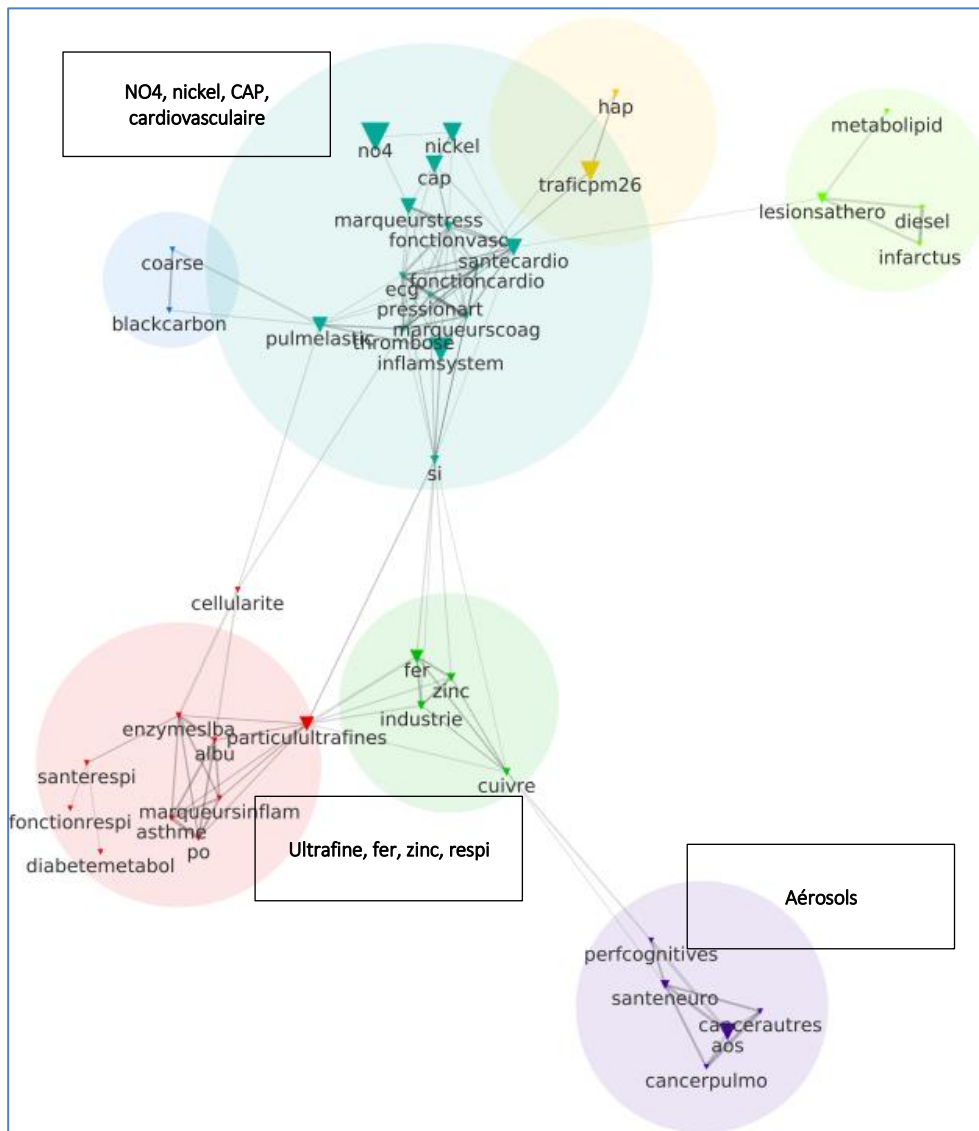 NO4, nickel, CAP,
cardiovasculaire
no4
nickel
cap
marqueurstress
fonctionvasc
santecardio
fonctioncardio
ecg
pressionart
marqueurscoag
thrombose
inflamsystem
pulmelastic
si
hap
traficpm26
metabolipid
lesionsathero
diesel
infarctus
coarse
blackcarbon
cellularite
enzymeslba
albu
particulultrafines
santerespi
fonctionrespi
marqueursinflam
asthme
po
diabetemetabol
fer
zinc
industrie
cuivre
Ultrafine, fer, zinc, respi
Aérosols
perfcognitives
santeneuro
cancerautres
aos
cancerpulmo